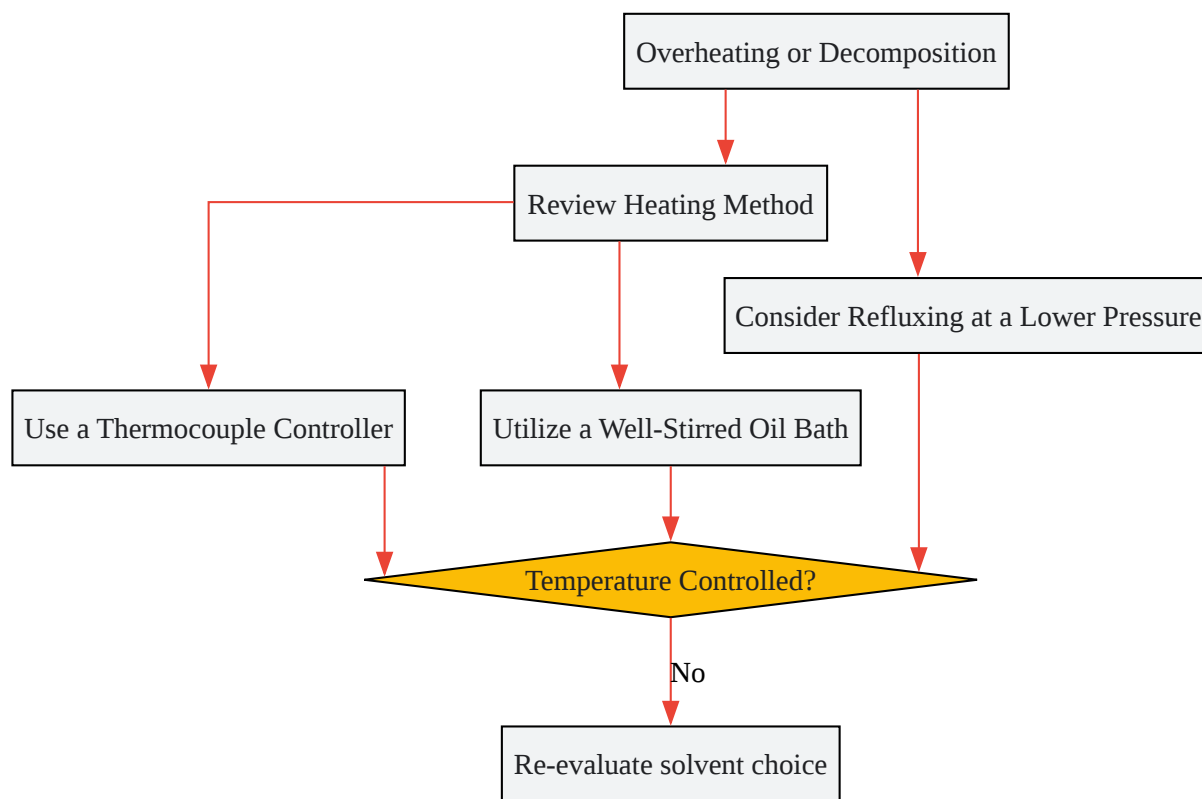 Overheating or Decomposition
Review Heating Method
Consider Refluxing at a Lower Pressure
Use a Thermocouple Controller
Utilize a Well-Stirred Oil Bath
Temperature Controlled?
No
Re-evaluate solvent choice